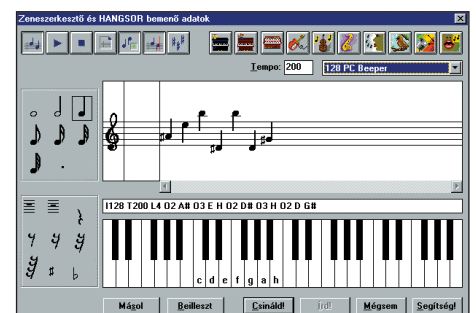 Zeneszerkesztő és HANGSOR bemenő adatok
Tempo: 200
128 PC Beeper
I128 T200 L4 O2 A# O3 E H O2 D# O3 H O2 D G#
c d e f g a h
Másol Beilleszt Csináld! írd! Mégsem Segítség!